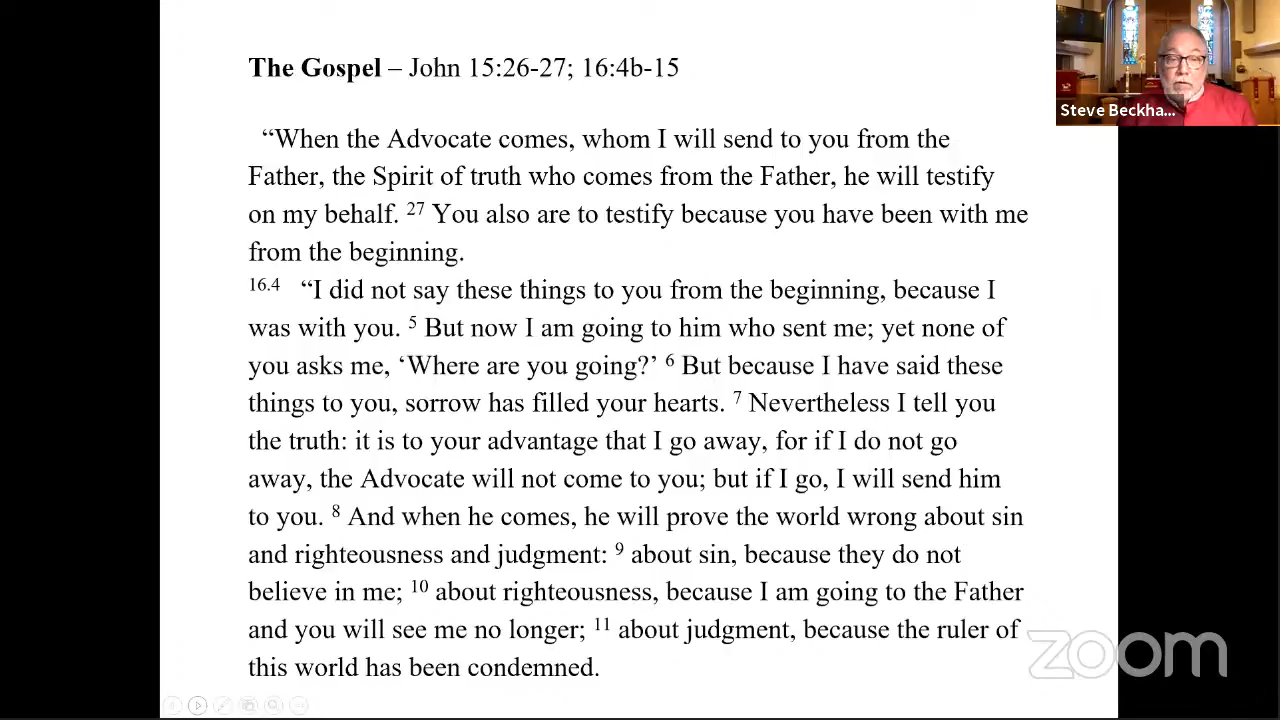 The Gospel – John 15:26-27; 16:4b-15
“When the Advocate comes, whom I will send to you from the
Father, the Spirit of truth who comes from the Father, he will testify
on my behalf. 27 You also are to testify because you have been with me
from the beginning.
16.4 “I did not say these things to you from the beginning, because I
was with you. 5 But now I am going to him who sent me; yet none of
you asks me, ‘Where are you going?’ 6 But because I have said these
things to you, sorrow has filled your hearts. 7 Nevertheless I tell you
the truth: it is to your advantage that I go away, for if I do not go
away, the Advocate will not come to you; but if I go, I will send him
to you. 8 And when he comes, he will prove the world wrong about sin
and righteousness and judgment: 9 about sin, because they do not
believe in me; 10 about righteousness, because I am going to the Father
and you will see me no longer; 11 about judgment, because the ruler of
this world has been condemned.
Steve Beckha...
zoom